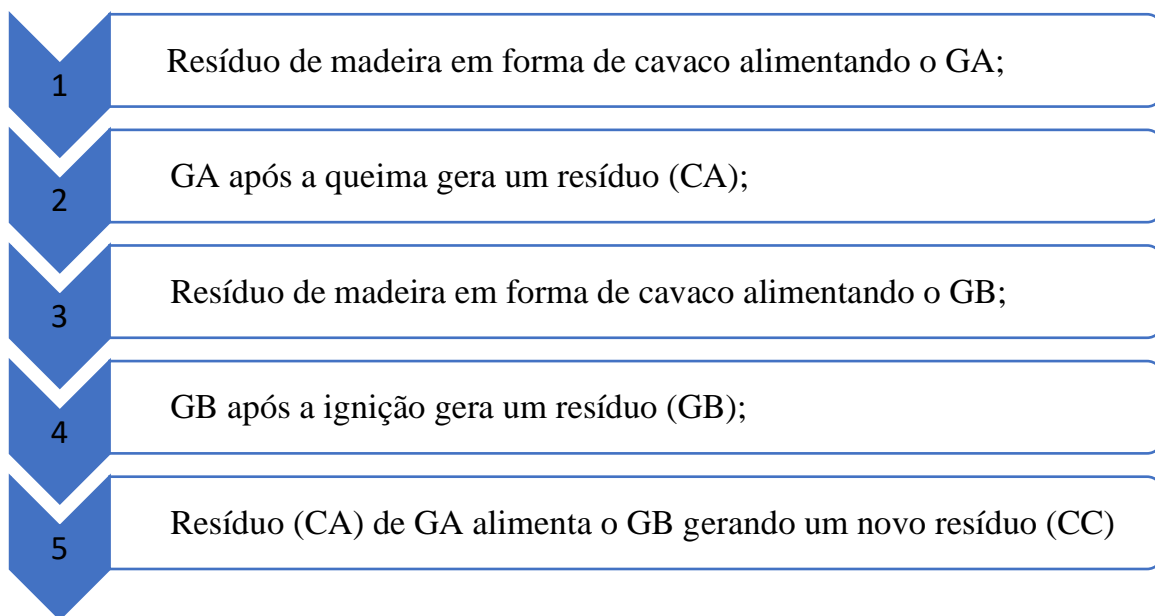 1
Resíduo de madeira em forma de cavaco alimentando o GA;
2
GA após a queima gera um resíduo (CA);
3
Resíduo de madeira em forma de cavaco alimentando o GB;
4
GB após a ignição gera um resíduo (GB);
5
Resíduo (CA) de GA alimenta o GB gerando um novo resíduo (CC)